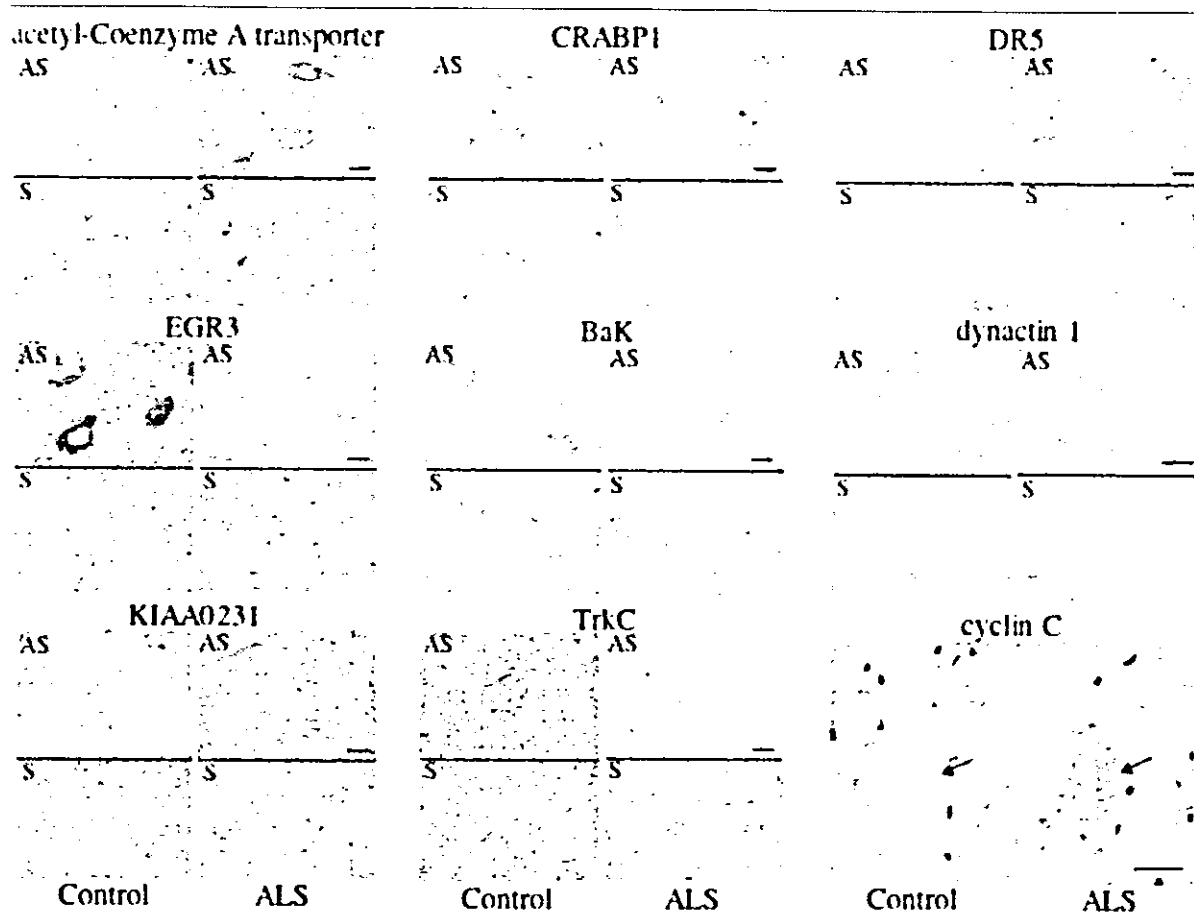 acetyl-Coenzyme A transporter CRABP1 DR5
AS AS AS AS AS AS
S S S S S S
EGR3 BaK dynactin 1
AS AS AS AS AS AS
S S S S S S
KIAA0231 TrkC cyclin C
AS AS AS AS
S S S S
Control ALS Control ALS Control ALS